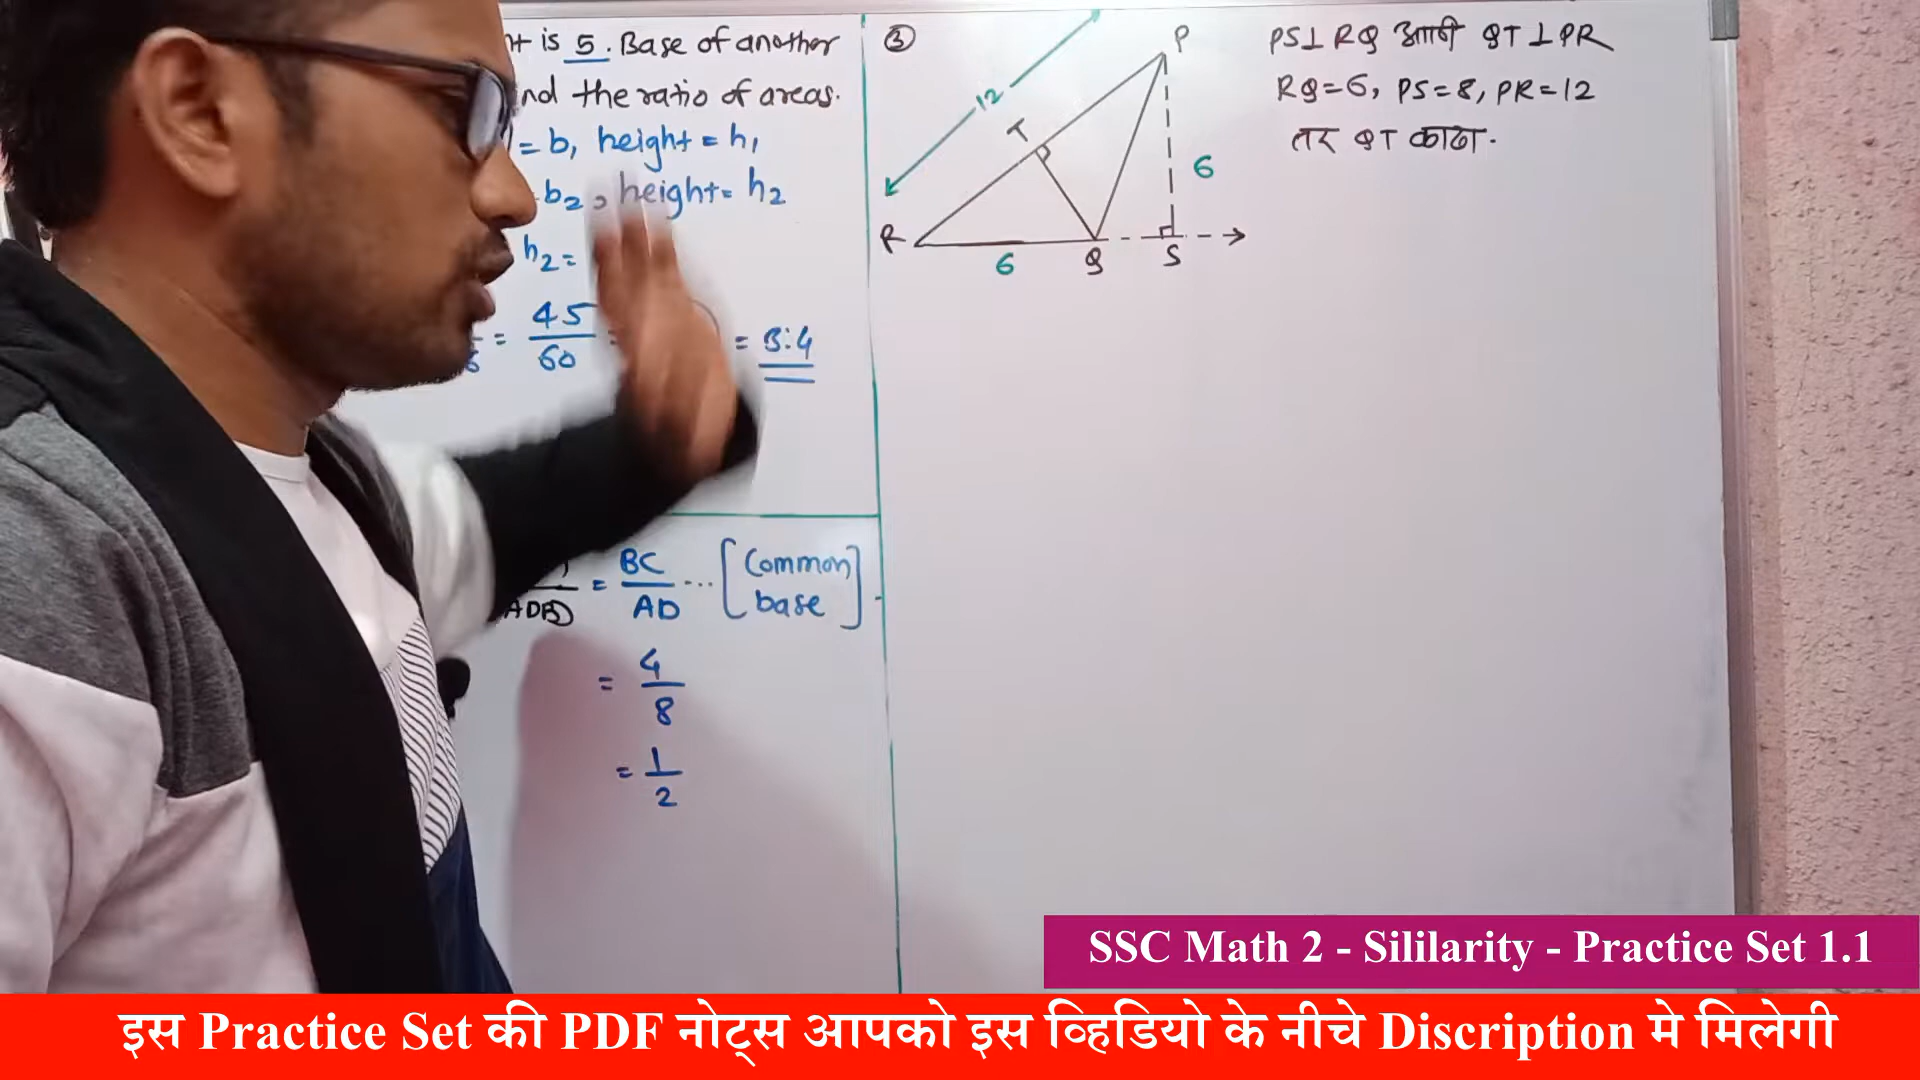 is 5. Base of another
nd the ratio of areas.
= b, height = h1
b2, height = h2
h2 =
= 45/60 = = 3:4
ADB) = BC/AD ... [Common base].
= 4/8
= 1/2
③
P
12
T
6
R
6
Q
S
PS⊥RQ आणि QT⊥PR
RQ=6, PS=8, PR=12
तर QT काढा.
SSC Math 2 - Sililarity - Practice Set 1.1
इस Practice Set की PDF नोट्स आपको इस व्हिडियो के नीचे Discription मे मिलेगी